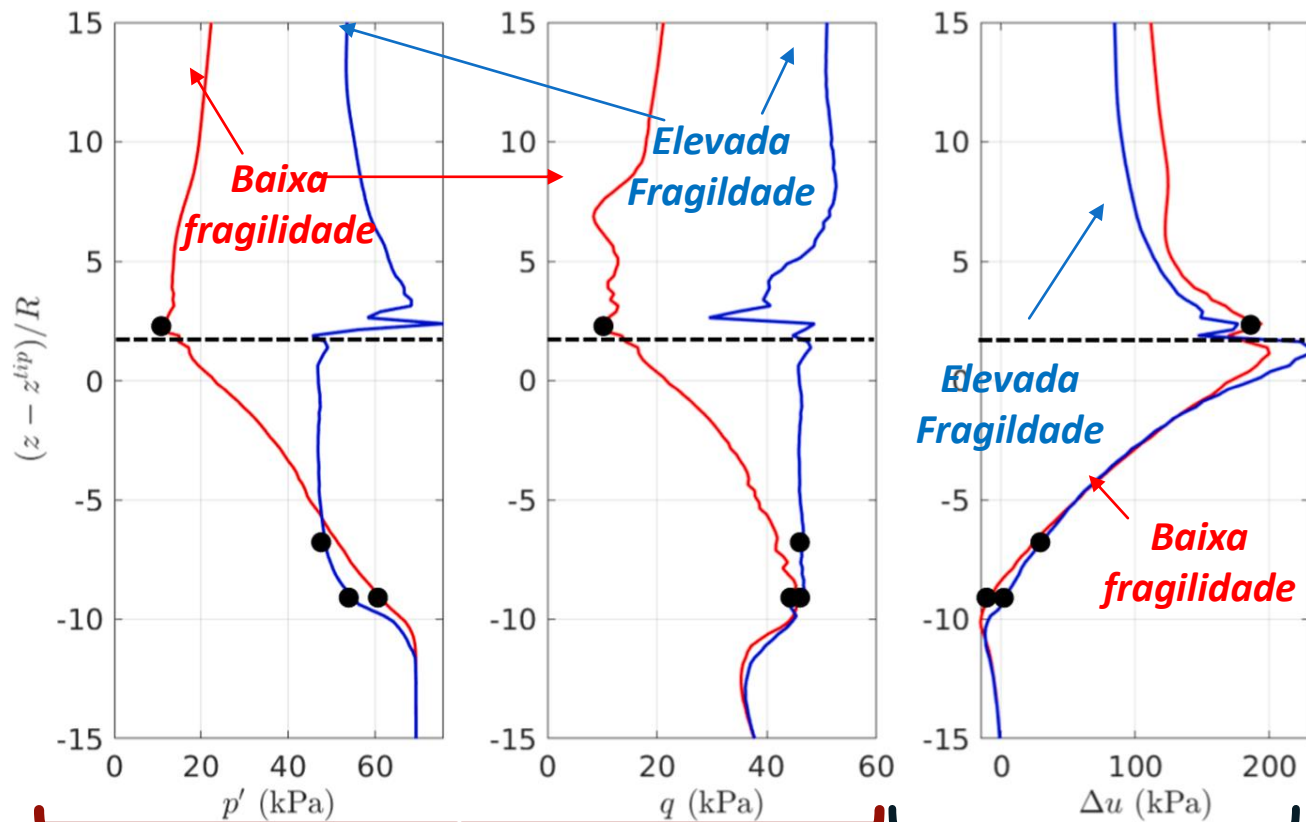 15
10
5
0
-5
-10
-15
0
20
40
60
p′ (kPa)
(z − z^{tip})/R
Baixa
fragilidade
15
10
5
0
-5
-10
-15
0
20
40
60
q (kPa)
Elevada
Fragildade
15
10
5
0
-5
-10
-15
0
100
200
Δu (kPa)
Elevada
Fragildade
Baixa
fragilidade